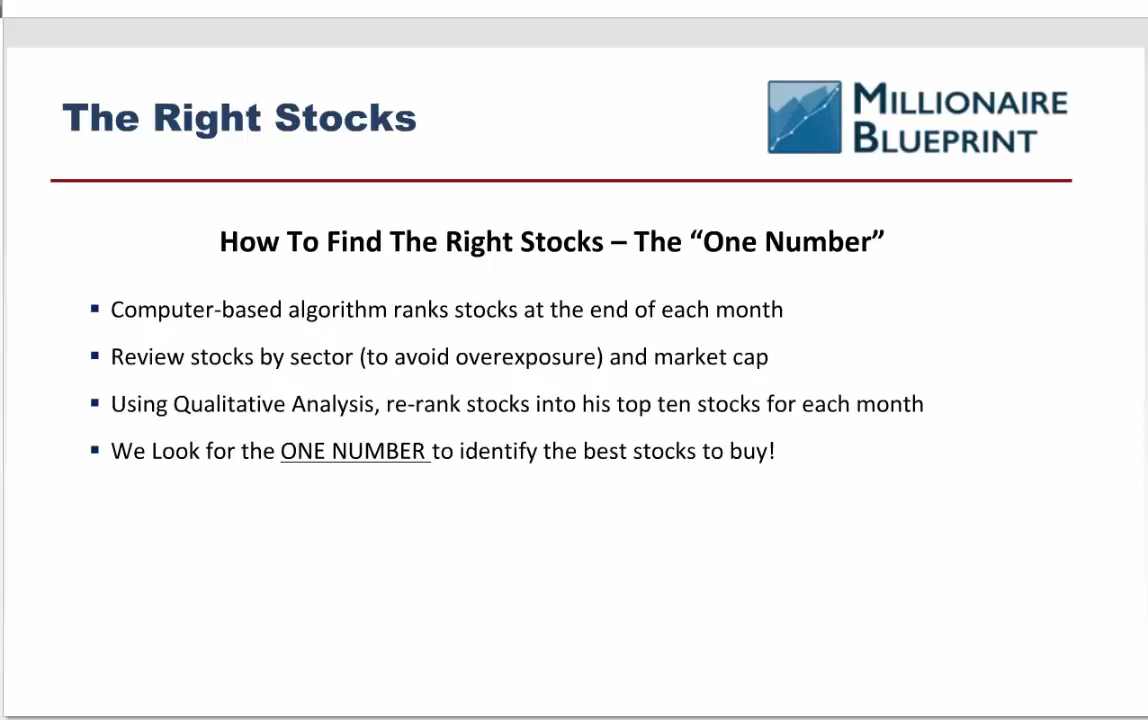 The Right Stocks
MILLIONAIRE
BLUEPRINT
How To Find The Right Stocks – The “One Number”
▪ Computer-based algorithm ranks stocks at the end of each month
▪ Review stocks by sector (to avoid overexposure) and market cap
▪ Using Qualitative Analysis, re-rank stocks into his top ten stocks for each month
▪ We Look for the ONE NUMBER to identify the best stocks to buy!